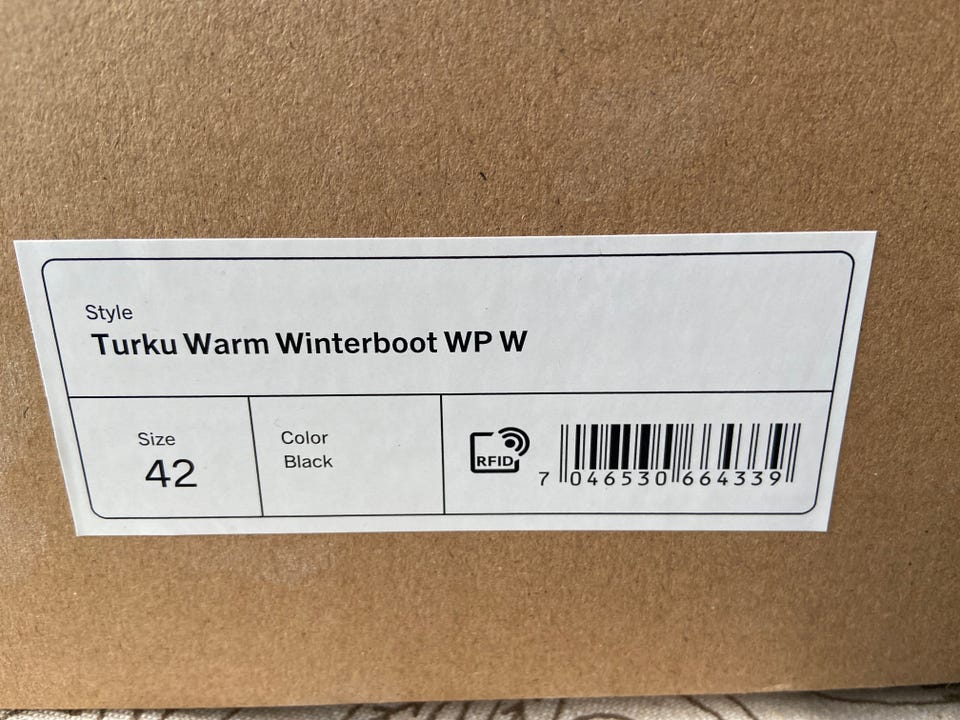 Style
Turku Warm Winterboot WP W
Size
42
Color
Black
RFID
7 046530 664339